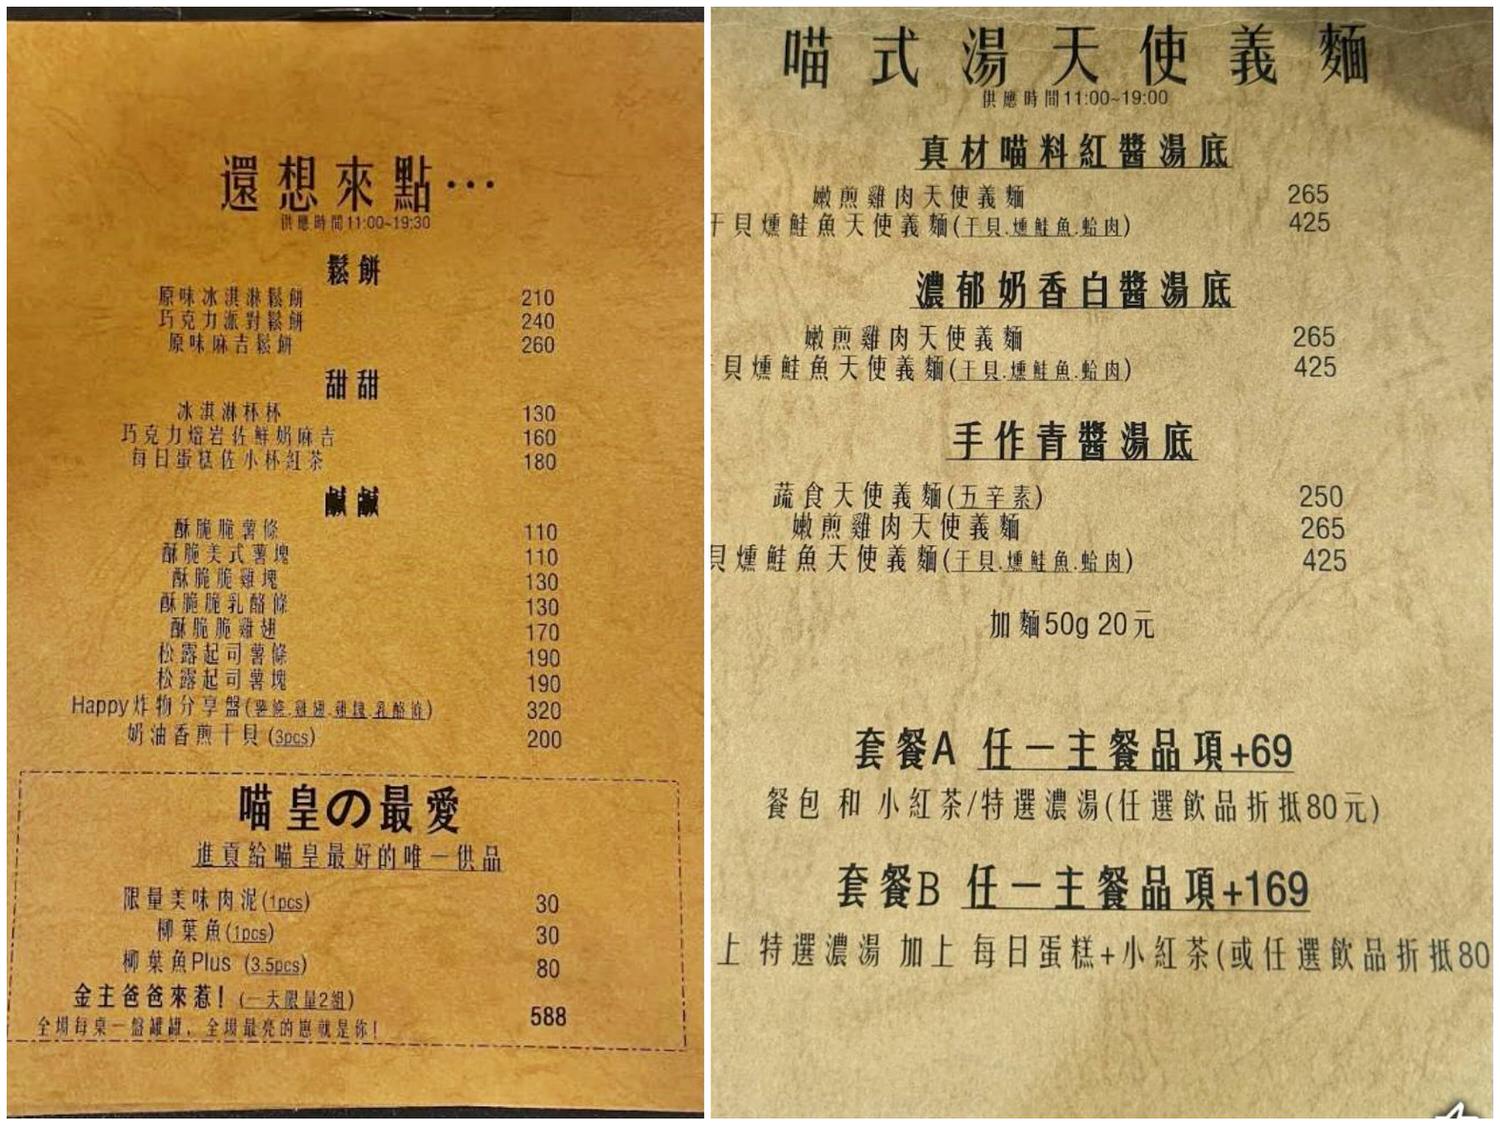 還想來點…
供應時間11:00~19:30
鬆餅
原味冰淇淋鬆餅 210
巧克力派對鬆餅 240
原味麻吉鬆餅 260
甜甜
冰淇淋杯杯 130
巧克力熔岩佐鮮奶麻吉 160
每日蛋糕佐小杯紅茶 180
鹹鹹
酥脆脆薯條 110
酥脆美式薯塊 110
酥脆脆雞塊 130
酥脆脆乳酪條 130
酥脆脆雞翅 170
松露起司薯條 190
松露起司薯塊 190
Happy炸物分享盤(薯條.雞翅.雞塊.乳酪條) 320
奶油香煎干貝(3pcs) 200
喵皇の最愛
進貢給喵皇最好的唯一供品
限量美味肉泥(1pcs) 30
柳葉魚(1pcs) 30
柳葉魚Plus (3.5pcs) 80
金主爸爸來惹!(一天限量2組) 588
全場每桌一盤罐罐，全場最亮的崽就是你!
喵式湯天使義麵
供應時間11:00~19:00
真材喵料紅醬湯底
嫩煎雞肉天使義麵 265
干貝燻鮭魚天使義麵(干貝.燻鮭魚.蛤肉) 425
濃郁奶香白醬湯底
嫩煎雞肉天使義麵 265
貝燻鮭魚天使義麵(干貝.燻鮭魚.蛤肉) 425
手作青醬湯底
蔬食天使義麵(五辛素) 250
嫩煎雞肉天使義麵 265
貝燻鮭魚天使義麵(干貝.燻鮭魚.蛤肉) 425
加麵50g 20元
套餐A 任一主餐品項+69
餐包 和 小紅茶/特選濃湯(任選飲品折抵80元)
套餐B 任一主餐品項+169
上 特選濃湯 加上 每日蛋糕+小紅茶(或任選飲品折抵80